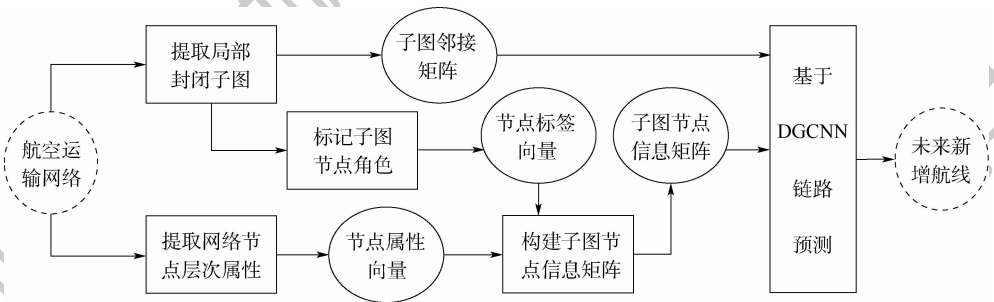 航空运
输网络
提取局部
封闭子图
子图邻接
矩阵
标记子图
节点角色
节点标签
向量
子图节点
信息矩阵
提取网络节
点层次属性
节点属性
向量
构建子图节
点信息矩阵
基于
DGCNN
链路
预测
未来新
增航线